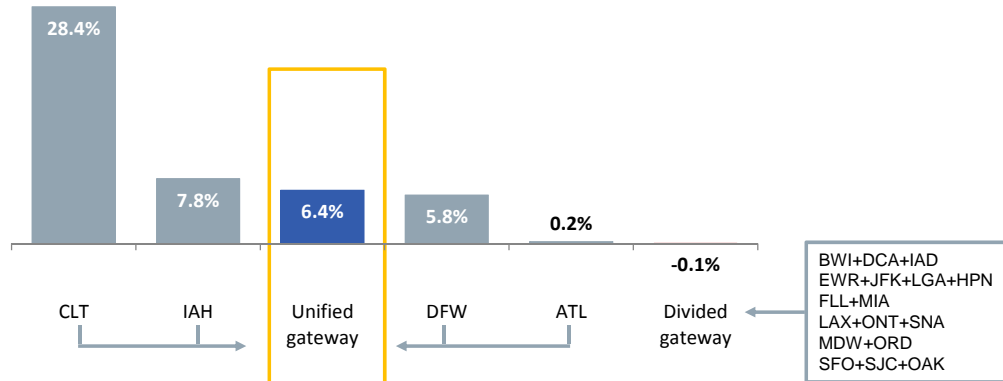 28.4%
7.8%
6.4%
5.8%
0.2%
-0.1%
CLT
IAH
Unified
gateway
DFW
ATL
Divided
gateway
BWI+DCA+IAD
EWR+JFK+LGA+HPN
FLL+MIA
LAX+ONT+SNA
MDW+ORD
SFO+SJC+OAK